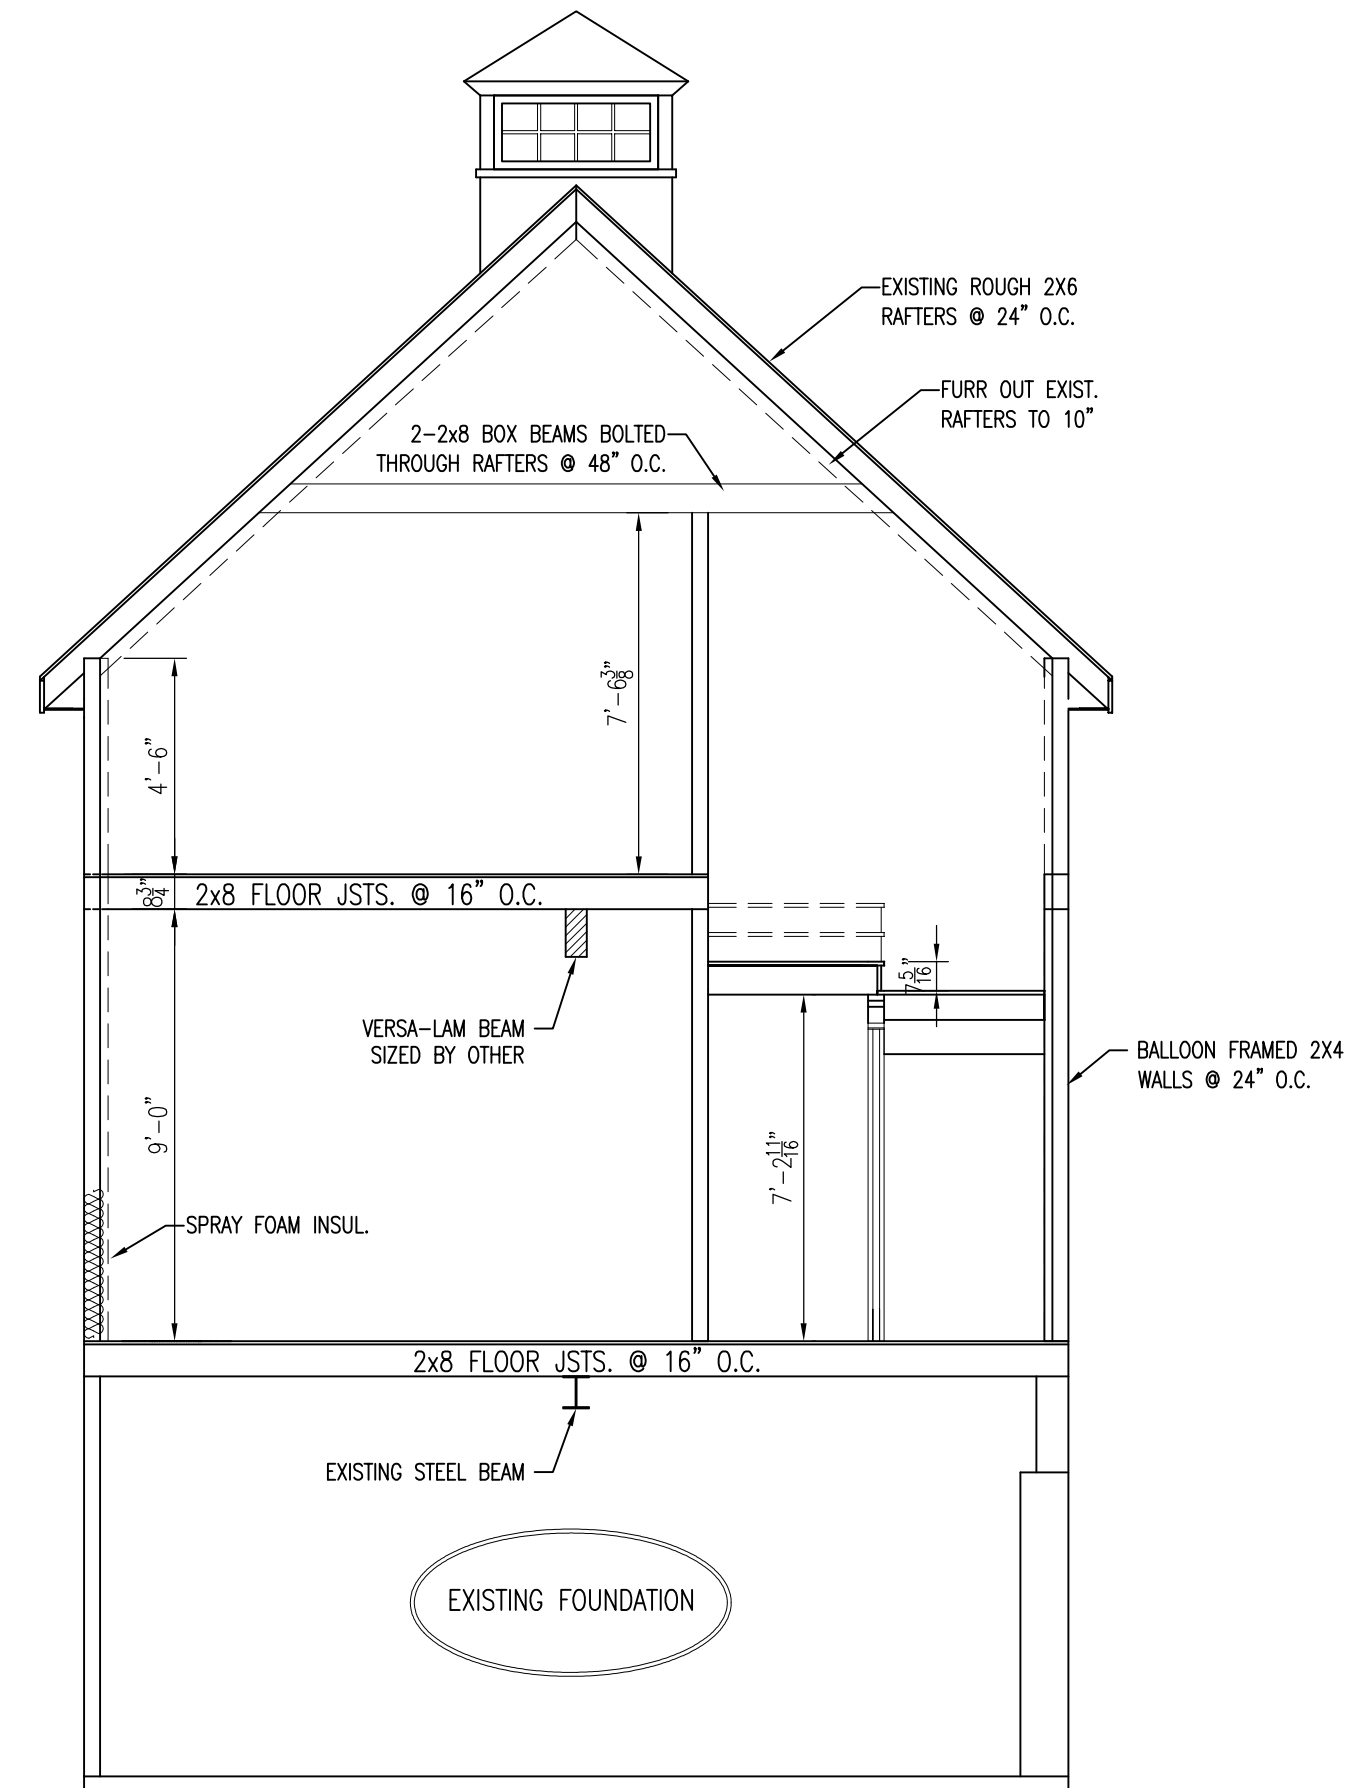 EXISTING ROUGH 2X6
RAFTERS @ 24" O.C.
FURR OUT EXIST.
RAFTERS TO 10"
2-2x8 BOX BEAMS BOLTED
THROUGH RAFTERS @ 48" O.C.
7'-6 3/8"
4'-6"
8 3/4"
2x8 FLOOR JSTS. @ 16" O.C.
7 5/16"
VERSA-LAM BEAM
SIZED BY OTHER
BALLOON FRAMED 2X4
WALLS @ 24" O.C.
9'-0"
7'-2 11/16"
SPRAY FOAM INSUL.
2x8 FLOOR JSTS. @ 16" O.C.
EXISTING STEEL BEAM
EXISTING FOUNDATION